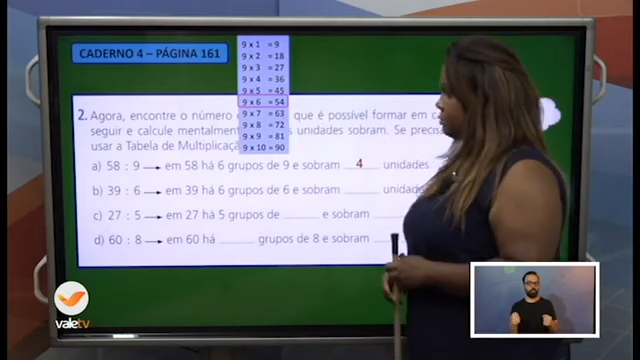 CADERNO 4 – PÁGINA 161
9 x 1 = 9
9 x 2 = 18
9 x 3 = 27
9 x 4 = 36
9 x 5 = 45
9 x 6 = 54
9 x 7 = 63
9 x 8 = 72
9 x 9 = 81
9 x 10 = 90
2. Agora, encontre o número que é possível formar em
seguir e calcule mentalmente unidades sobram. Se
usar a Tabela de
a) 58 : 9 em 58 há 6 grupos de 9 e sobram 4 unidades
b) 39 : 6 em 39 há 6 grupos de 6 e sobram
c) 27 : 5 em 27 há 5 grupos de ______ e sobram ______
d) 60 : 8 em 60 há ______ grupos de 8 e sobram ______
valetv